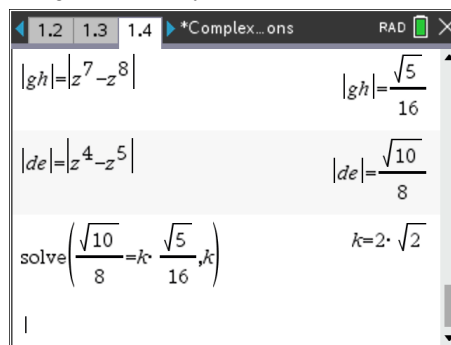 1.2 1.3 1.4 *Complex...ons RAD
|gh|=|z^7–z^8| |gh|=√5/16
|de|=|z^4–z^5| |de|=√10/8
solve(√10/8=k·√5/16,k) k=2·√2